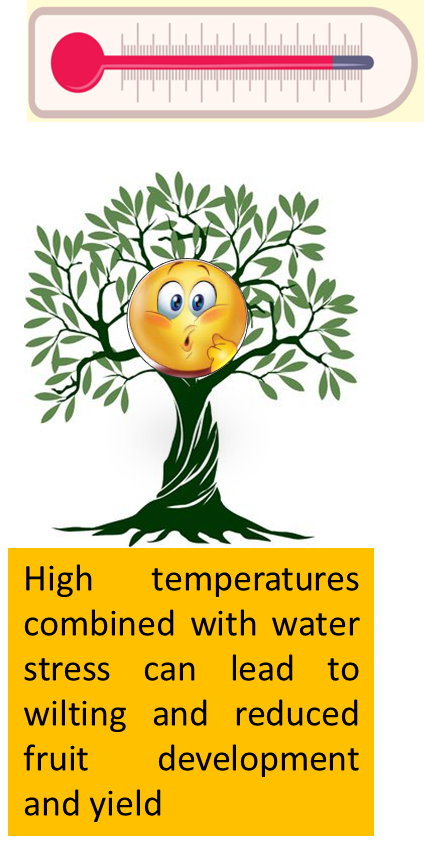 High temperatures
combined with water
stress can lead to
wilting and reduced
fruit development
and yield